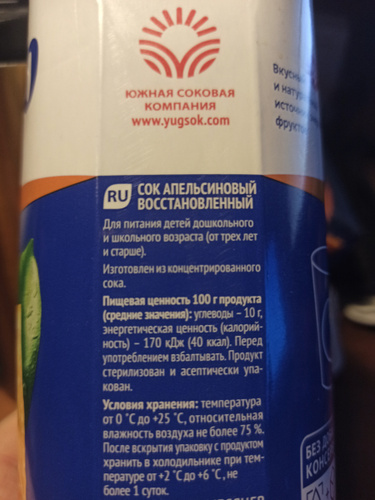 ЮЖНАЯ СОКОВАЯ
КОМПАНИЯ
www.yugsok.com
RU
СОК АПЕЛЬСИНОВЫЙ
ВОССТАНОВЛЕННЫЙ
Для питания детей дошкольного
и школьного возраста (от трех лет
и старше).
Изготовлен из концентрированного
сока.
Пищевая ценность 100 г продукта
(средние значения): углеводы – 10 г,
энергетическая ценность (калорий-
ность) – 170 кДж (40 ккал). Перед
употреблением взбалтывать. Продукт
стерилизован и асептически упа-
кован.
Условия хранения: температура
от 0 °С до +25 °С, относительная
влажность воздуха не более 75 %.
После вскрытия упаковку с продуктом
хранить в холодильнике при тем-
пературе от +2 °С до +6 °С, не
более 1 суток.
Вкусный
и
БЕЗ